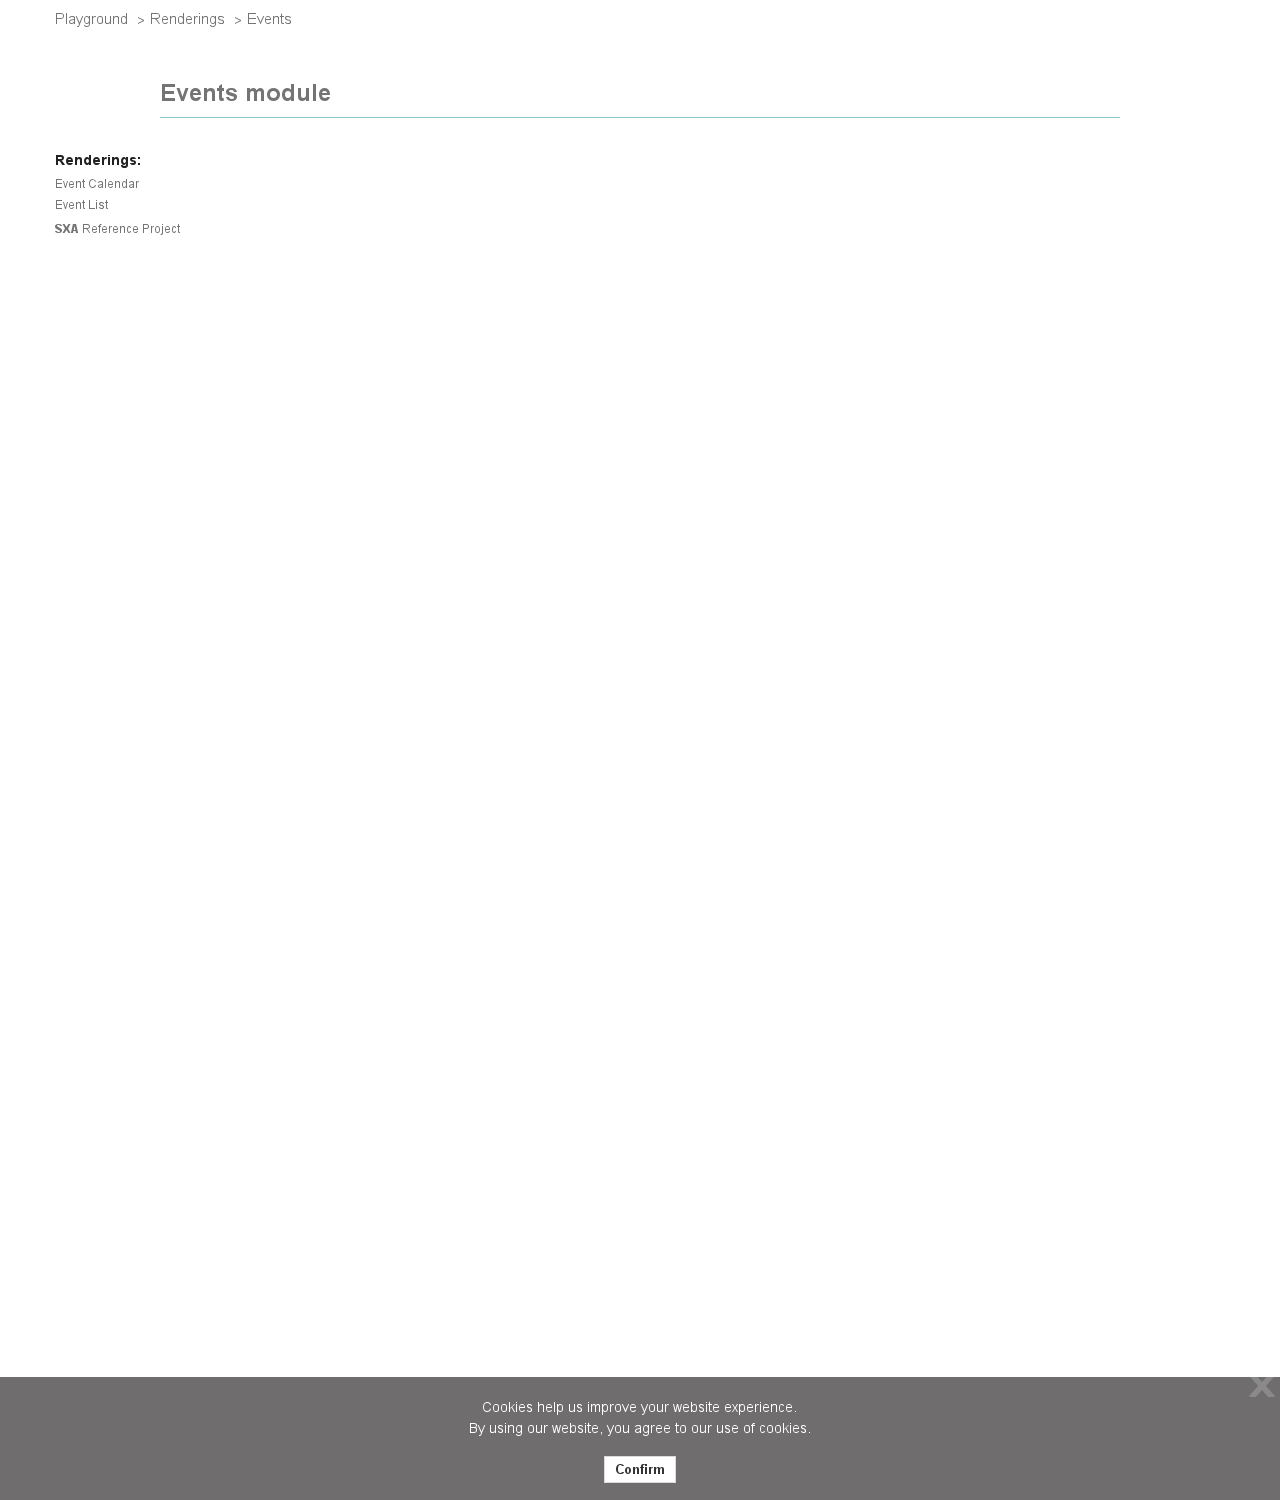 Playground > Renderings > Events
Events module
Renderings:
Event Calendar
Event List
SXA Reference Project
X
Cookies help us improve your website experience.
By using our website, you agree to our use of cookies.
Confirm